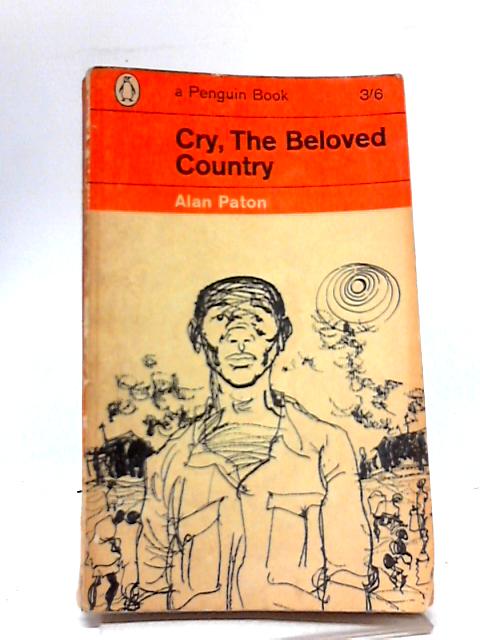 a Penguin Book 3/6
Cry, The Beloved
Country
Alan Paton